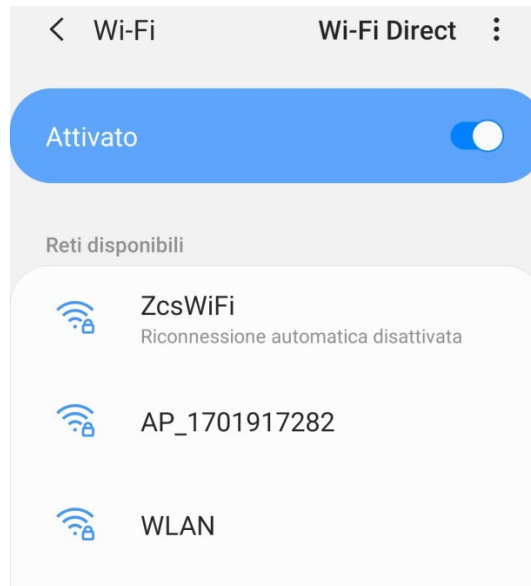 Wi-Fi Wi-Fi Direct
Attivato
Reti disponibili
ZcsWiFi
Riconnessione automatica disattivata
AP_1701917282
WLAN